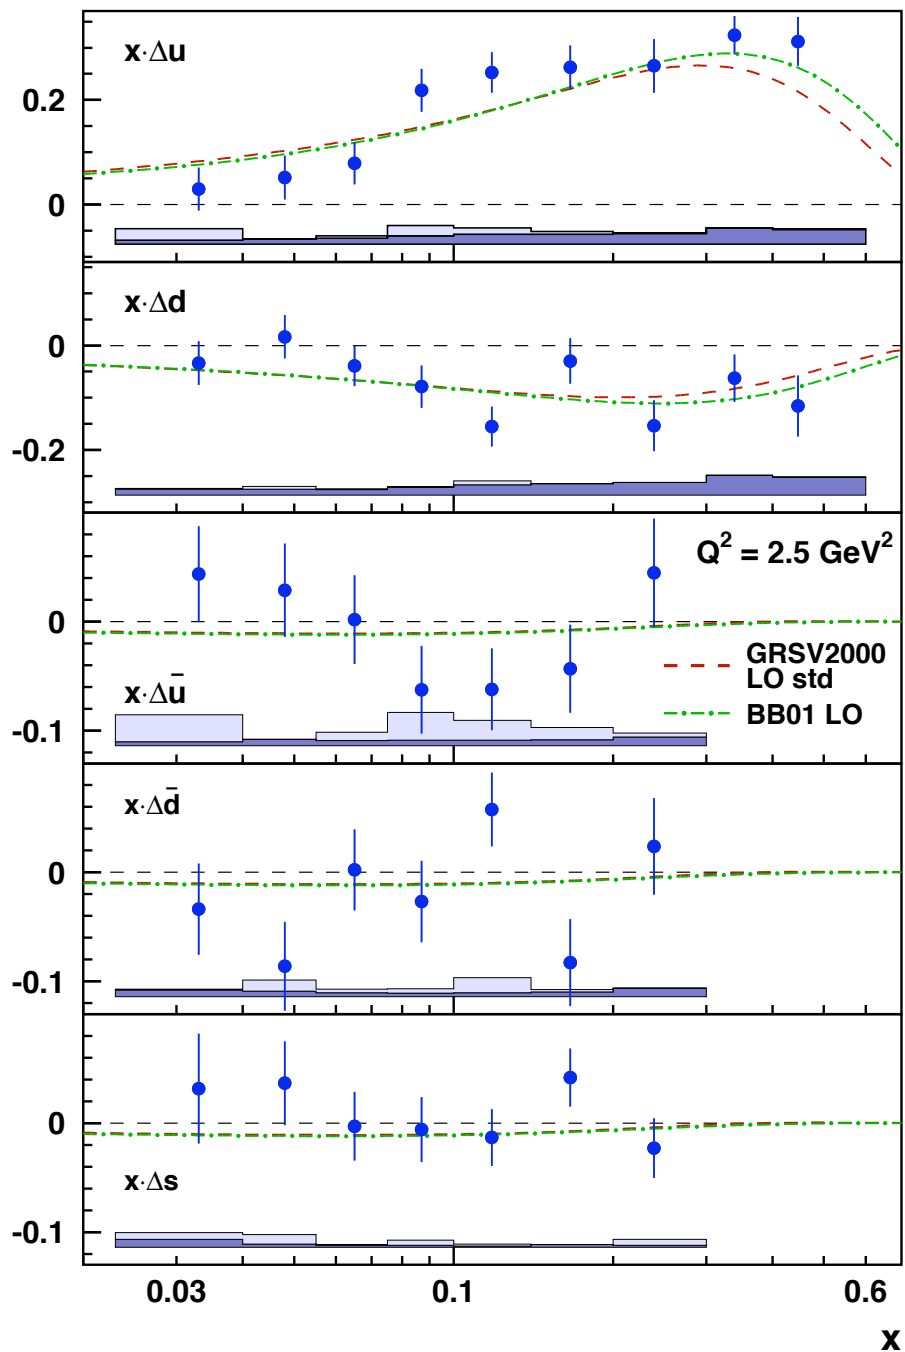 x·Δu
0.2
0
x·Δd
0
-0.2
Q² = 2.5 GeV²
0
GRSV2000
LO std
x·Δū
BB01 LO
-0.1
x·Δd̄
0
-0.1
0
x·Δs
-0.1
0.03 0.1 0.6
x